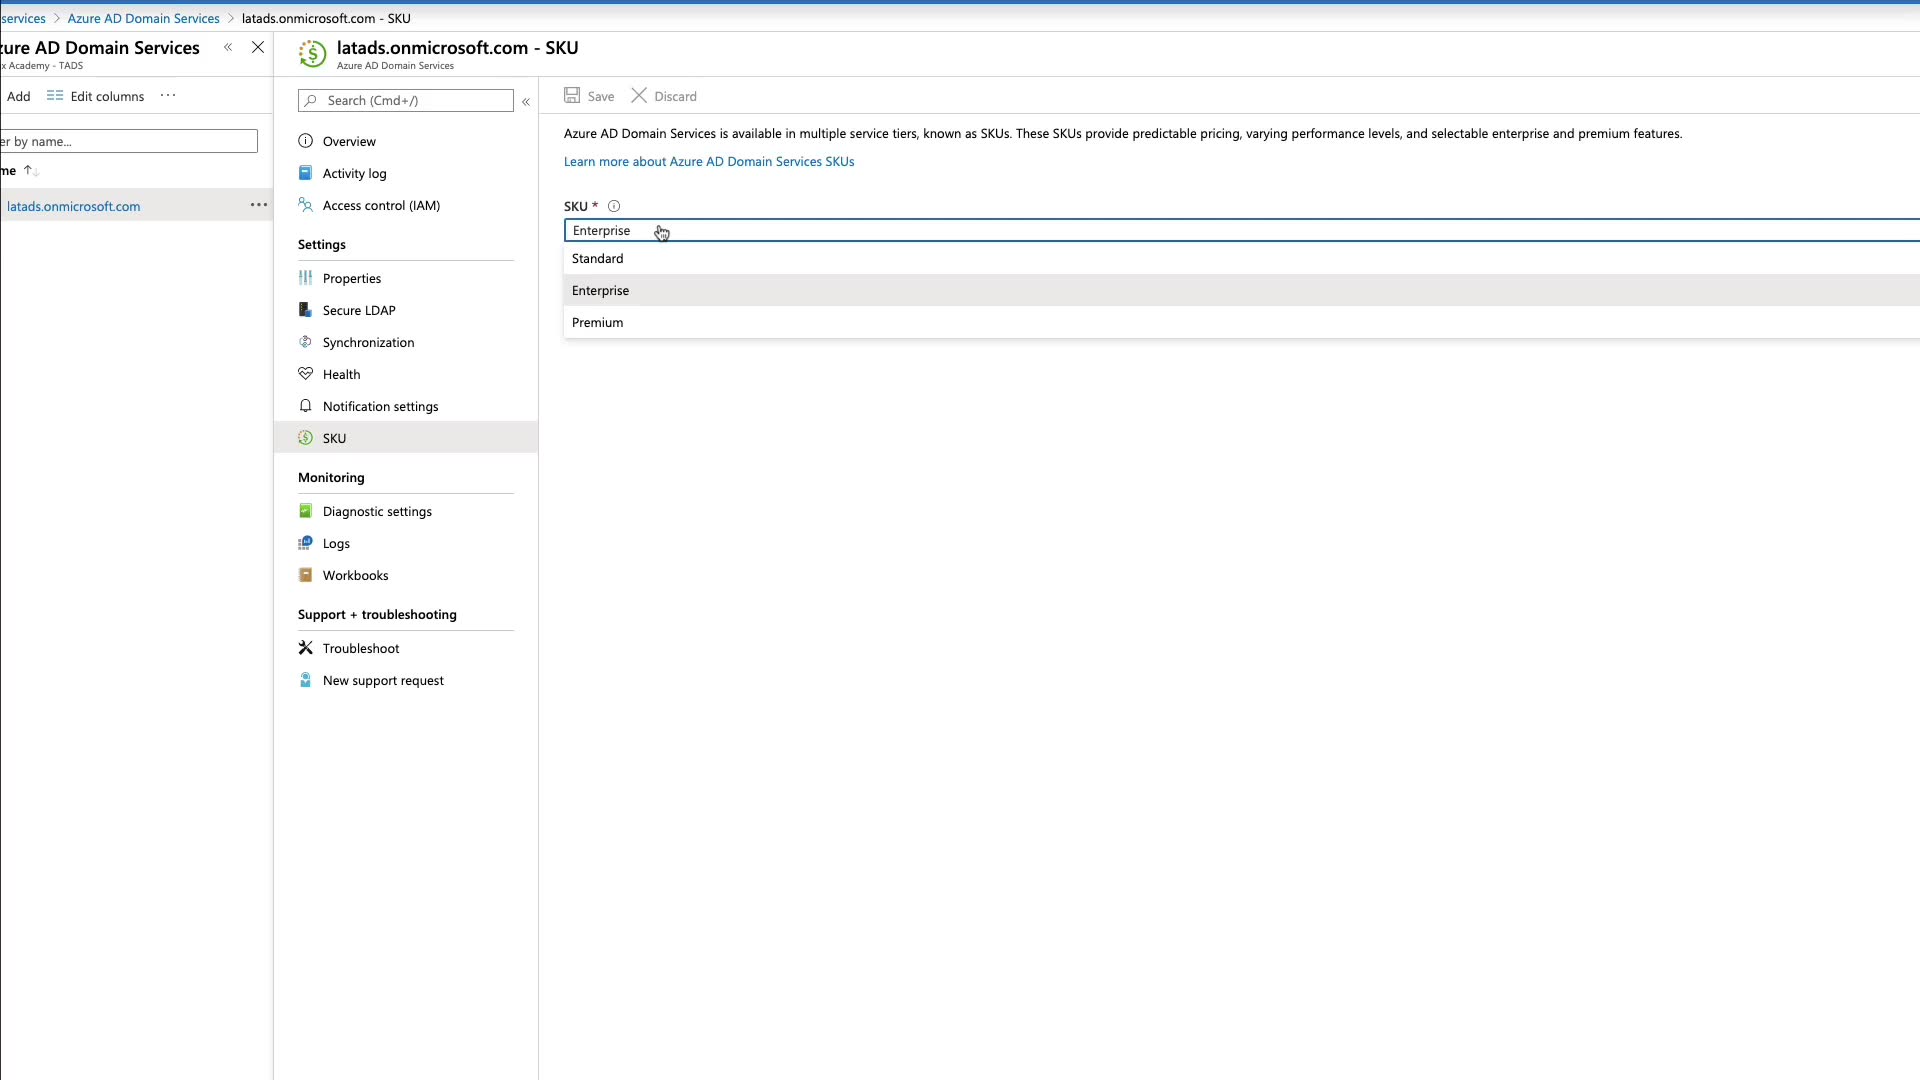 services > Azure AD Domain Services > latads.onmicrosoft.com - SKU
zure AD Domain Services
x Academy - TADS
Add Edit columns ...
er by name...
me
latads.onmicrosoft.com ...
latads.onmicrosoft.com - SKU
Azure AD Domain Services
Search (Cmd+/)
Overview
Activity log
Access control (IAM)
Settings
Properties
Secure LDAP
Synchronization
Health
Notification settings
SKU
Monitoring
Diagnostic settings
Logs
Workbooks
Support + troubleshooting
Troubleshoot
New support request
Save Discard
Azure AD Domain Services is available in multiple service tiers, known as SKUs. These SKUs provide predictable pricing, varying performance levels, and selectable enterprise and premium features.
Learn more about Azure AD Domain Services SKUs
SKU *
Enterprise
Standard
Enterprise
Premium